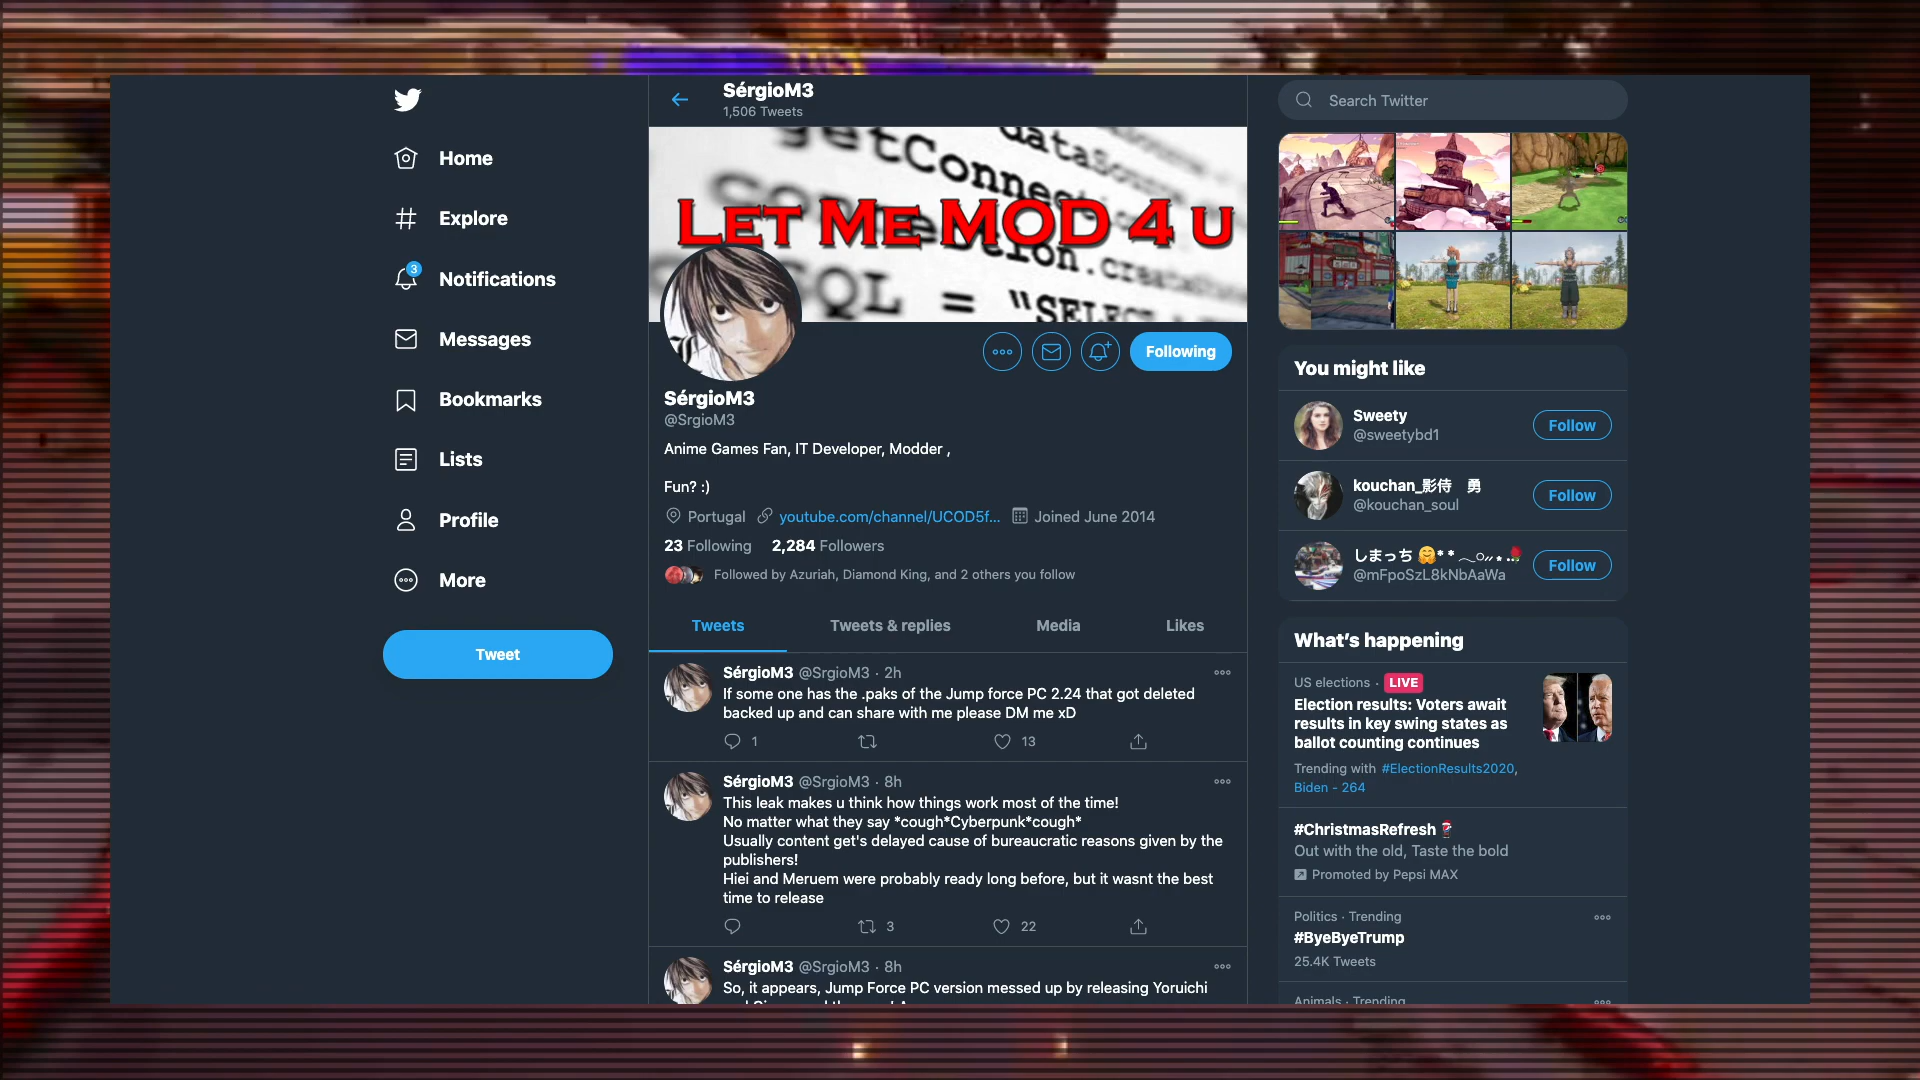 Home
Explore
3
Notifications
Messages
Bookmarks
Lists
Profile
More
Tweet
SérgioM3
1,506 Tweets
getConnec
dataSou
LET ME MOD 4 U
on.creat
QL = "SELECT
Following
SérgioM3
@SrgioM3
Anime Games Fan, IT Developer, Modder ,
Fun? :)
Portugal youtube.com/channel/UCOD5f... Joined June 2014
23 Following 2,284 Followers
Followed by Azuriah, Diamond King, and 2 others you follow
Tweets Tweets & replies Media Likes
SérgioM3 @SrgioM3 · 2h
If some one has the .paks of the Jump force PC 2.24 that got deleted
backed up and can share with me please DM me xD
1 13
SérgioM3 @SrgioM3 · 8h
This leak makes u think how things work most of the time!
No matter what they say *cough*Cyberpunk*cough*
Usually content get's delayed cause of bureaucratic reasons given by the
publishers!
Hiei and Meruem were probably ready long before, but it wasnt the best
time to release
3 22
SérgioM3 @SrgioM3 · 8h
So, it appears, Jump Force PC version messed up by releasing Yoruichi
Search Twitter
You might like
Sweety
@sweetybd1
Follow
kouchan_影侍 勇
@kouchan_soul
Follow
しまっち
@mFpoSzL8kNbAaWa
Follow
What's happening
US elections · LIVE
Election results: Voters await
results in key swing states as
ballot counting continues
Trending with #ElectionResults2020,
Biden - 264
#ChristmasRefresh
Out with the old, Taste the bold
Promoted by Pepsi MAX
Politics · Trending
#ByeByeTrump
25.4K Tweets
Animals · Trending